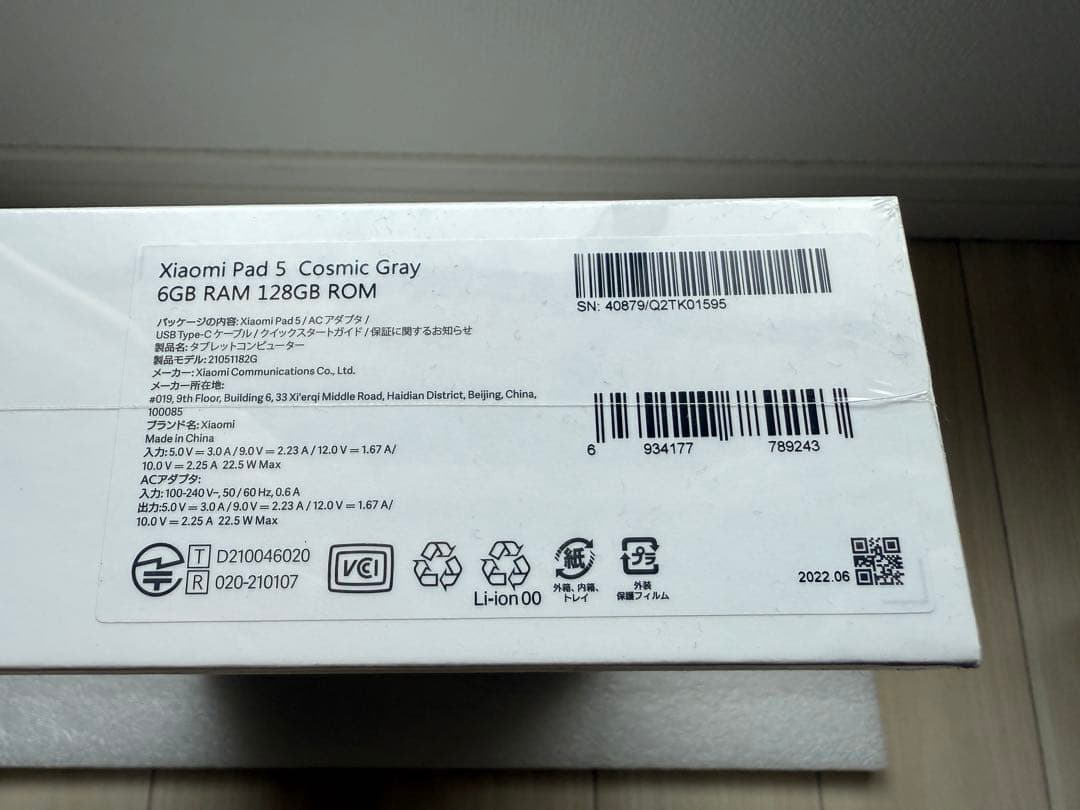 Xiaomi Pad 5 Cosmic Gray
6GB RAM 128GB ROM
パッケージの内容: Xiaomi Pad 5 / ACアダプタ /
USB Type-C ケーブル / クイックスタートガイド / 保証に関するお知らせ
製品名: タブレットコンピューター
製品モデル: 21051182G
メーカー: Xiaomi Communications Co., Ltd.
メーカー所在地:
#019, 9th Floor, Building 6, 33 Xi'erqi Middle Road, Haidian District, Beijing, China,
100085
ブランド名: Xiaomi
Made in China
入力: 5.0 V = 3.0 A / 9.0 V = 2.23 A / 12.0 V = 1.67 A/
10.0 V = 2.25 A 22.5 W Max
ACアダプタ:
入力: 100-240 V~, 50 / 60 Hz, 0.6 A
出力:5.0 V = 3.0 A / 9.0 V = 2.23 A / 12.0 V = 1.67 A/
10.0 V = 2.25 A 22.5 W Max
SN: 40879/Q2TK01595
6 934177 789243
T D210046020
R 020-210107
VCCI
Li-ion 00
紙
外箱、内箱、
トレイ
プラ
外装
保護フィルム
2022.06